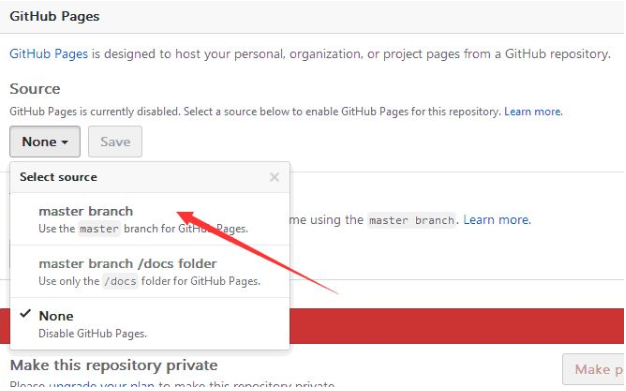 GitHub Pages
GitHub Pages is designed to host your personal, organization, or project pages from a GitHub repository.
Source
GitHub Pages is currently disabled. Select a source below to enable GitHub Pages for this repository. Learn more.
None Save
Select source ×
master branch
Use the master branch for GitHub Pages.
me using the master branch. Learn more.
master branch /docs folder
Use only the /docs folder for GitHub Pages.
None
Disable GitHub Pages.
Make this repository private
Please upgrade your plan to make this repository private
Make p